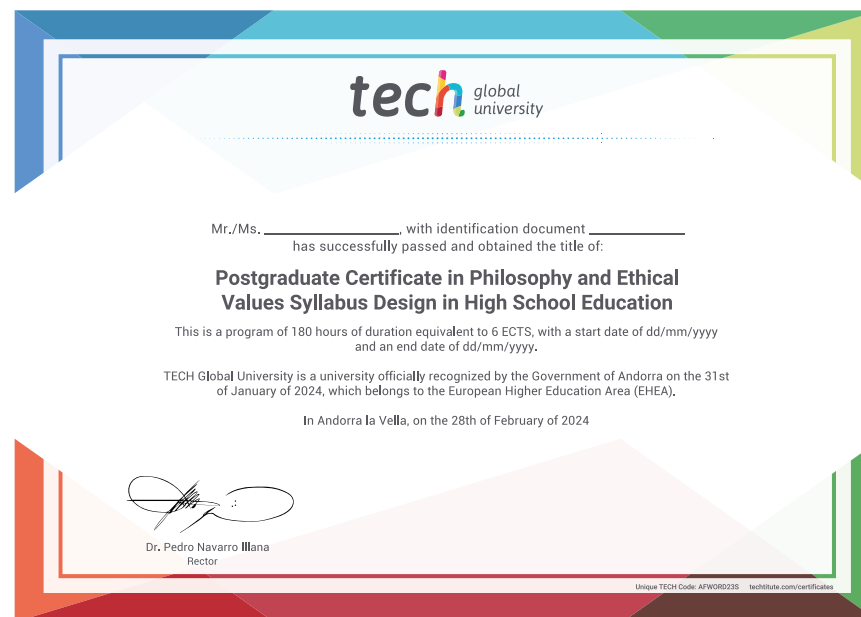 tech global university
Mr./Ms. ________________, with identification document ____________
has successfully passed and obtained the title of:
Postgraduate Certificate in Philosophy and Ethical
Values Syllabus Design in High School Education
This is a program of 180 hours of duration equivalent to 6 ECTS, with a start date of dd/mm/yyyy
and an end date of dd/mm/yyyy.
TECH Global University is a university officially recognized by the Government of Andorra on the 31st
of January of 2024, which belongs to the European Higher Education Area (EHEA).
In Andorra la Vella, on the 28th of February of 2024
Dr. Pedro Navarro Illana
Rector
Unique TECH Code: AFWORD23S techtitute.com/certificates